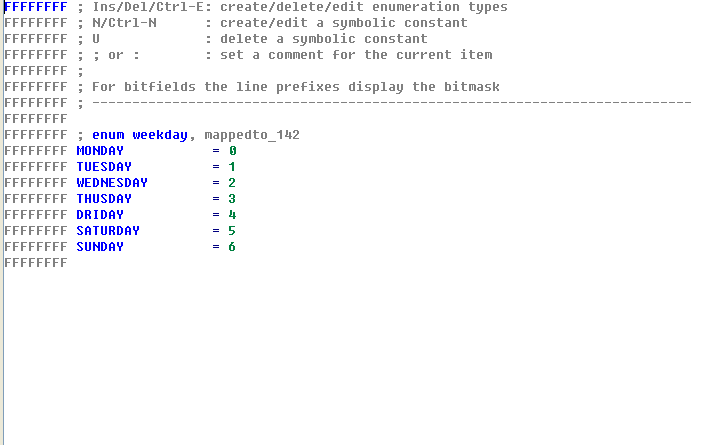 FFFFFFFF ; Ins/Del/Ctrl-E: create/delete/edit enumeration types
FFFFFFFF ; N/Ctrl-N      : create/edit a symbolic constant
FFFFFFFF ; U             : delete a symbolic constant
FFFFFFFF ; ; or :        : set a comment for the current item
FFFFFFFF ;
FFFFFFFF ; For bitfields the line prefixes display the bitmask
FFFFFFFF ; ---------------------------------------------------------------------------
FFFFFFFF
FFFFFFFF ; enum weekday, mappedto_142
FFFFFFFF MONDAY           = 0
FFFFFFFF TUESDAY          = 1
FFFFFFFF WEDNESDAY        = 2
FFFFFFFF THUSDAY          = 3
FFFFFFFF DRIDAY           = 4
FFFFFFFF SATURDAY         = 5
FFFFFFFF SUNDAY           = 6
FFFFFFFF